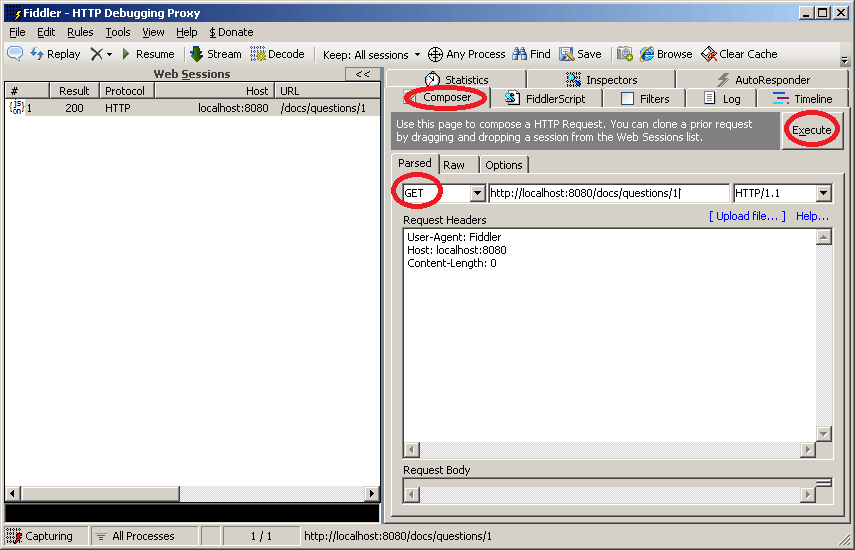 Fiddler - HTTP Debugging Proxy
File Edit Rules Tools View Help $ Donate
Replay Resume Stream Decode Keep: All sessions Any Process Find Save Browse Clear Cache
Web Sessions <<
# Result Protocol Host URL
1 200 HTTP localhost:8080 /docs/questions/1
Statistics Inspectors AutoResponder
Composer FiddlerScript Filters Log Timeline
Use this page to compose a HTTP Request. You can clone a prior request
by dragging and dropping a session from the Web Sessions list.
Execute
Parsed Raw Options
GET http://localhost:8080/docs/questions/1 HTTP/1.1
[ Upload file... ] Help...
Request Headers
User-Agent: Fiddler
Host: localhost:8080
Content-Length: 0
Request Body
Capturing All Processes 1 / 1 http://localhost:8080/docs/questions/1